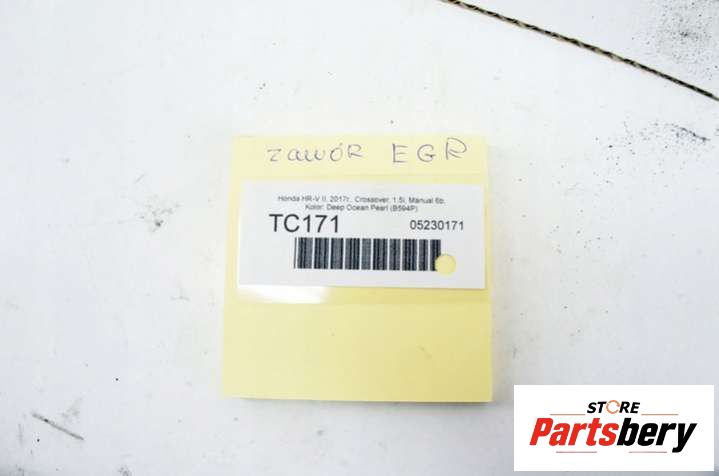 zawór EGR
Honda HR-V II, 2017r., Crossover, 1.5i, Manual 6b,
Kolor: Deep Ocean Pearl (B594P)
TC171 05230171
STORE
Partsbery